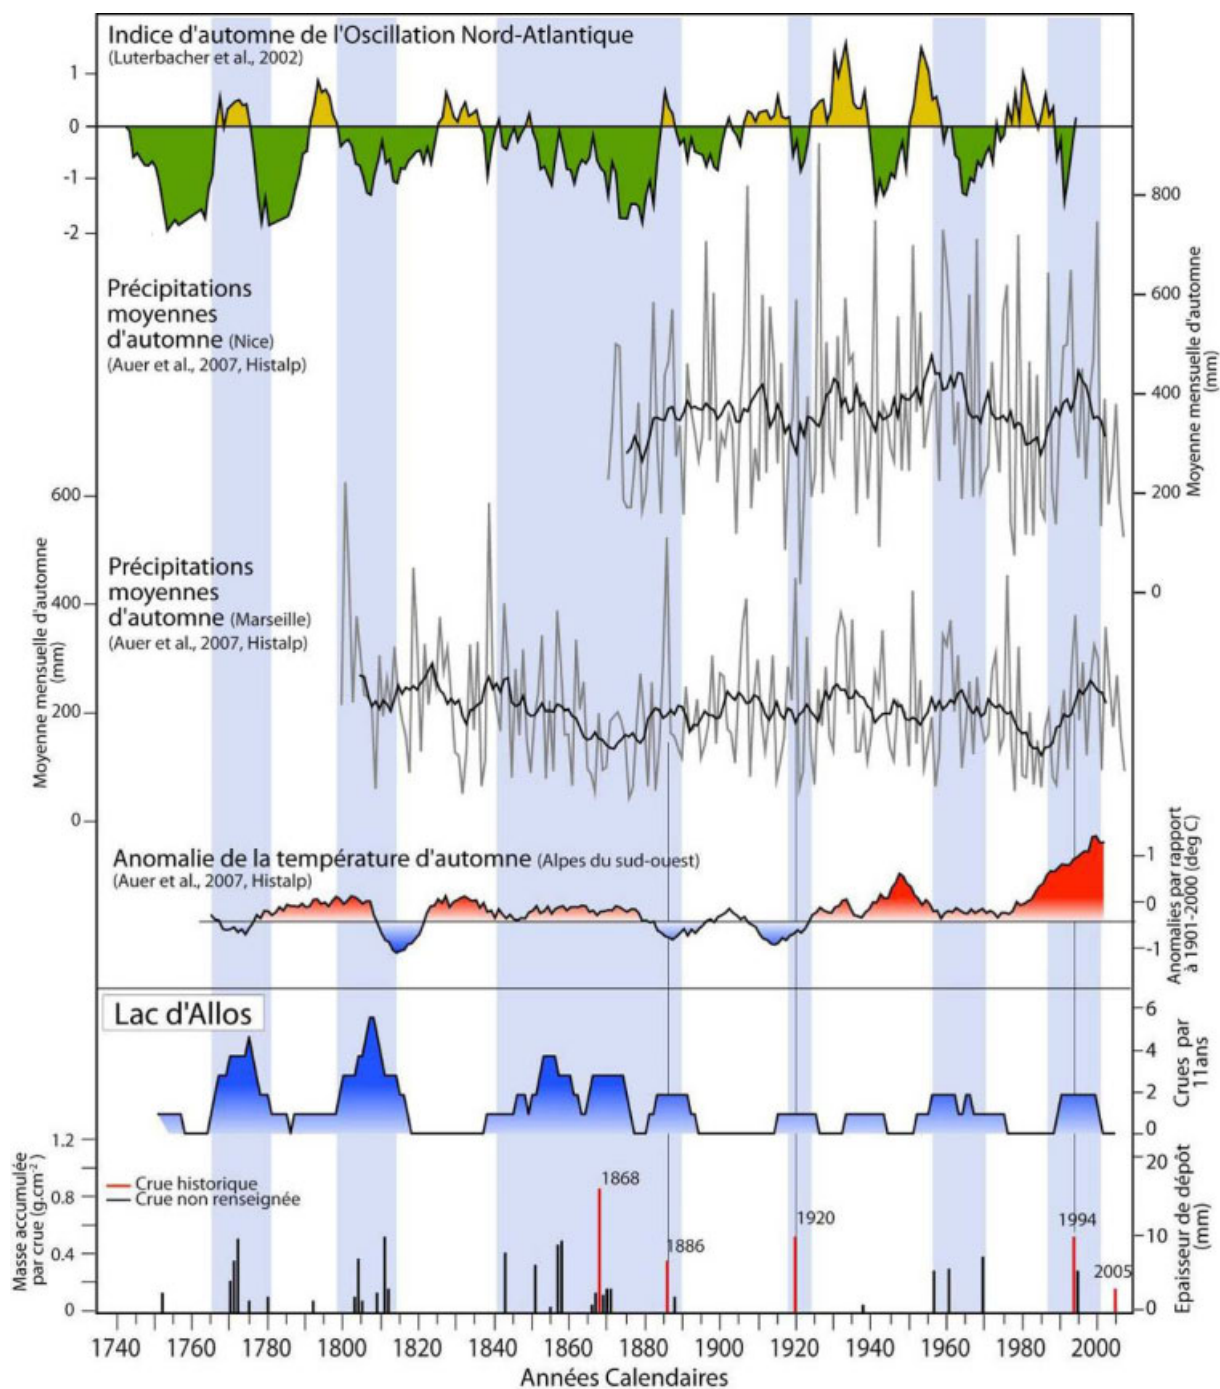 Indice d'automne de l'Oscillation Nord-Atlantique
(Luterbacher et al., 2002)
1
0
-1
-2
800
600
400
200
0
Moyenne mensuelle d'automne
(mm)
Précipitations
moyennes
d'automne (Nice)
(Auer et al., 2007, Histalp)
600
400
200
0
Moyenne mensuelle d'automne
(mm)
Précipitations
moyennes
d'automne (Marseille)
(Auer et al., 2007, Histalp)
Anomalie de la température d'automne (Alpes du sud-ouest)
(Auer et al., 2007, Histalp)
1
0
-1
Anomalies par rapport
à 1901-2000 (deg C)
Lac d'Allos
6
4
2
0
Crues par
11ans
1.2
0.8
0.4
0
Masse accumulée
par crue (g.cm-2)
Crue historique
Crue non renseignée
1868
1886
1920
1994
2005
20
10
0
Epaisseur de dépôt
(mm)
1740 1760 1780 1800 1820 1840 1860 1880 1900 1920 1940 1960 1980 2000
Années Calendaires